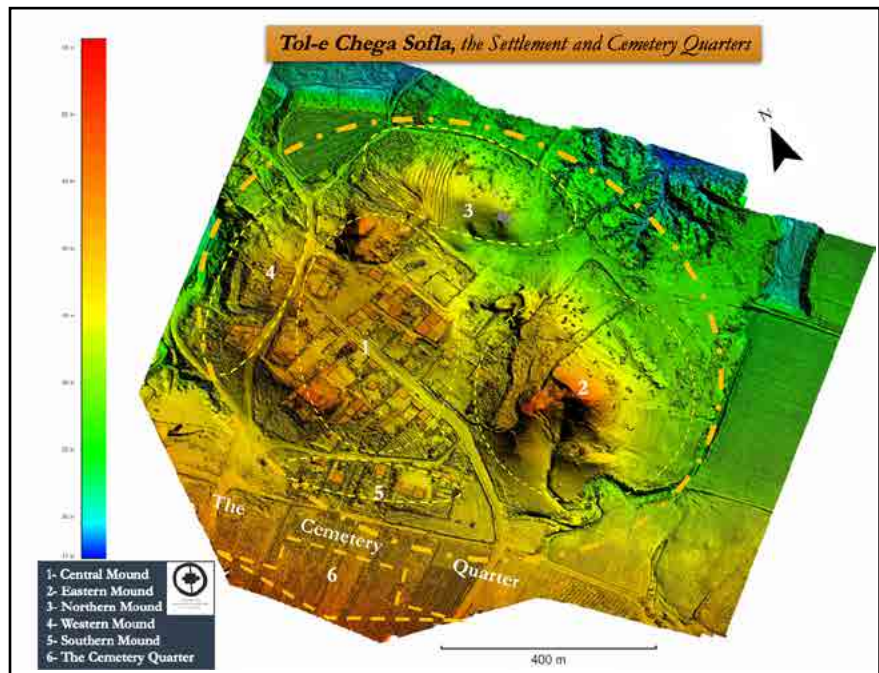 Tol-e Chega Sofla, the Settlement and Cemetery Quarters
3
4
1
2
5
The
Cemetery
Quarter
6
1- Central Mound
2- Eastern Mound
3- Northern Mound
4- Western Mound
5- Southern Mound
6- The Cemetery Quarter
400 m